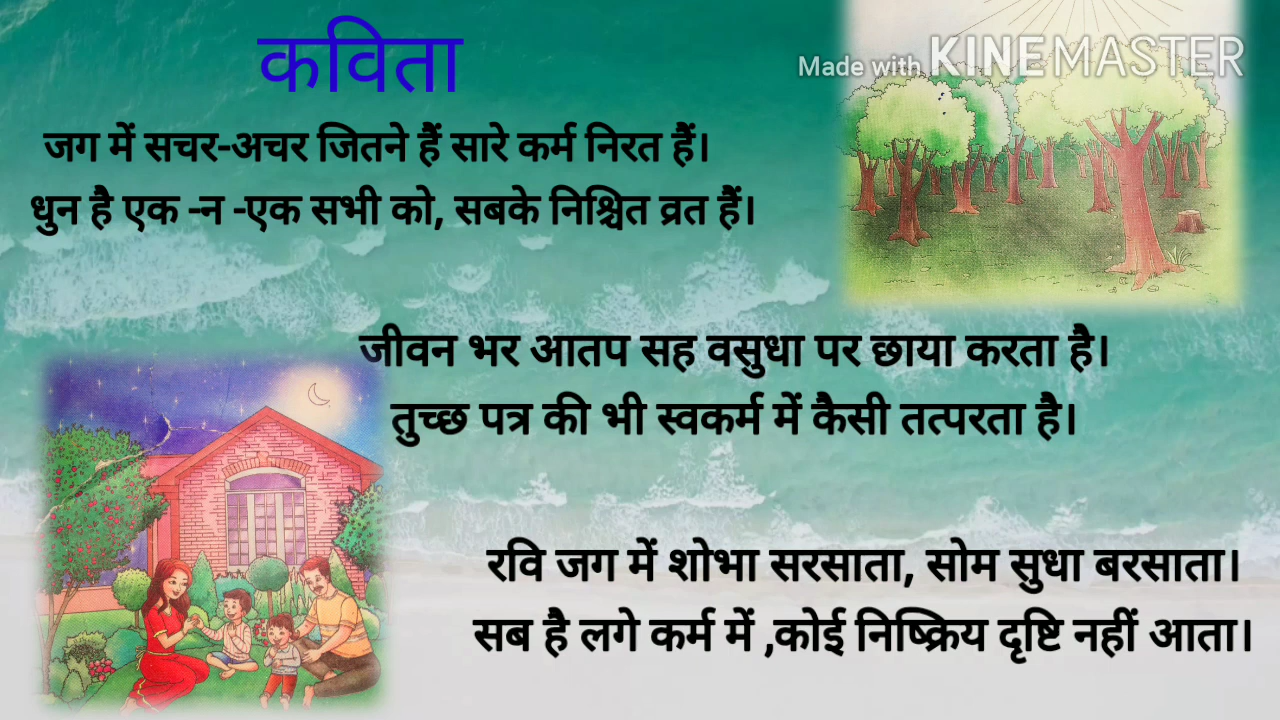 कविता
Made with KINEMASTER
जग में सचर-अचर जितने हैं सारे कर्म निरत हैं।
धुन है एक -न -एक सभी को, सबके निश्चित व्रत हैं।
जीवन भर आतप सह वसुधा पर छाया करता है।
तुच्छ पत्र की भी स्वकर्म में कैसी तत्परता है।
रवि जग में शोभा सरसाता, सोम सुधा बरसाता।
सब है लगे कर्म में ,कोई निष्क्रिय दृष्टि नहीं आता।